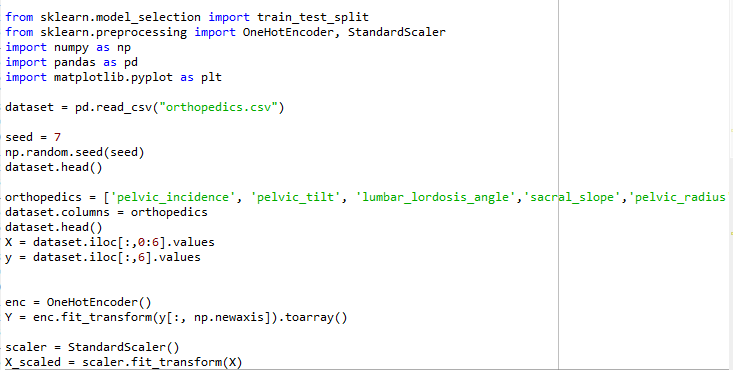 from sklearn.model_selection import train_test_split
from sklearn.preprocessing import OneHotEncoder, StandardScaler
import numpy as np
import pandas as pd
import matplotlib.pyplot as plt
dataset = pd.read_csv("orthopedics.csv")
seed = 7
np.random.seed(seed)
dataset.head()
orthopedics = ['pelvic_incidence', 'pelvic_tilt', 'lumbar_lordosis_angle','sacral_slope','pelvic_radius'
dataset.columns = orthopedics
dataset.head()
X = dataset.iloc[:,0:6].values
y = dataset.iloc[:,6].values
enc = OneHotEncoder()
Y = enc.fit_transform(y[:, np.newaxis]).toarray()
scaler = StandardScaler()
X_scaled = scaler.fit_transform(X)